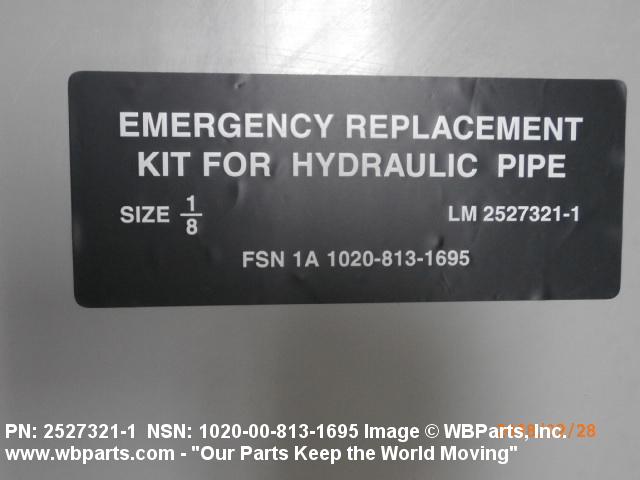 EMERGENCY REPLACEMENT
KIT FOR HYDRAULIC PIPE
SIZE 1/8 LM 2527321-1
FSN 1A 1020-813-1695
PN: 2527321-1 NSN: 1020-00-813-1695 Image © WBParts, Inc.
www.wbparts.com - "Our Parts Keep the World Moving"